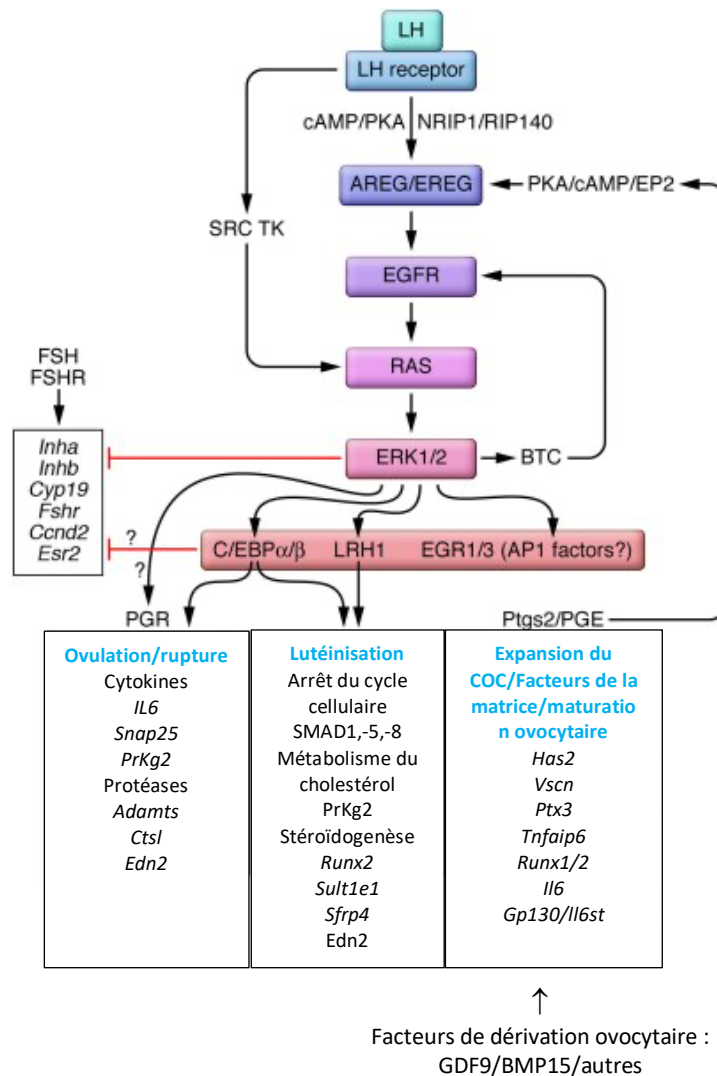 LH
LH receptor
cAMP/PKA NRIP1/RIP140
AREG/EREG
PKA/cAMP/EP2
SRC TK
EGFR
FSH
FSHR
RAS
Inha
Inhb
Cyp19
Fshr
Ccnd2
Esr2
ERK1/2
BTC
?
?
C/EBPα/β LRH1 EGR1/3 (AP1 factors?)
PGR
Ptgs2/PGE
Ovulation/rupture
Cytokines
IL6
Snap25
PrKg2
Protéases
Adamts
Ctsl
Edn2
Lutéinisation
Arrêt du cycle
cellulaire
SMAD1,-5,-8
Métabolisme du
cholestérol
PrKg2
Stéroïdogenèse
Runx2
Sult1e1
Sfrp4
Edn2
Expansion du
COC/Facteurs de la
matrice/maturatio
n ovocytaire
Has2
Vscn
Ptx3
Tnfaip6
Runx1/2
Il6
Gp130/Il6st
Facteurs de dérivation ovocytaire :
GDF9/BMP15/autres